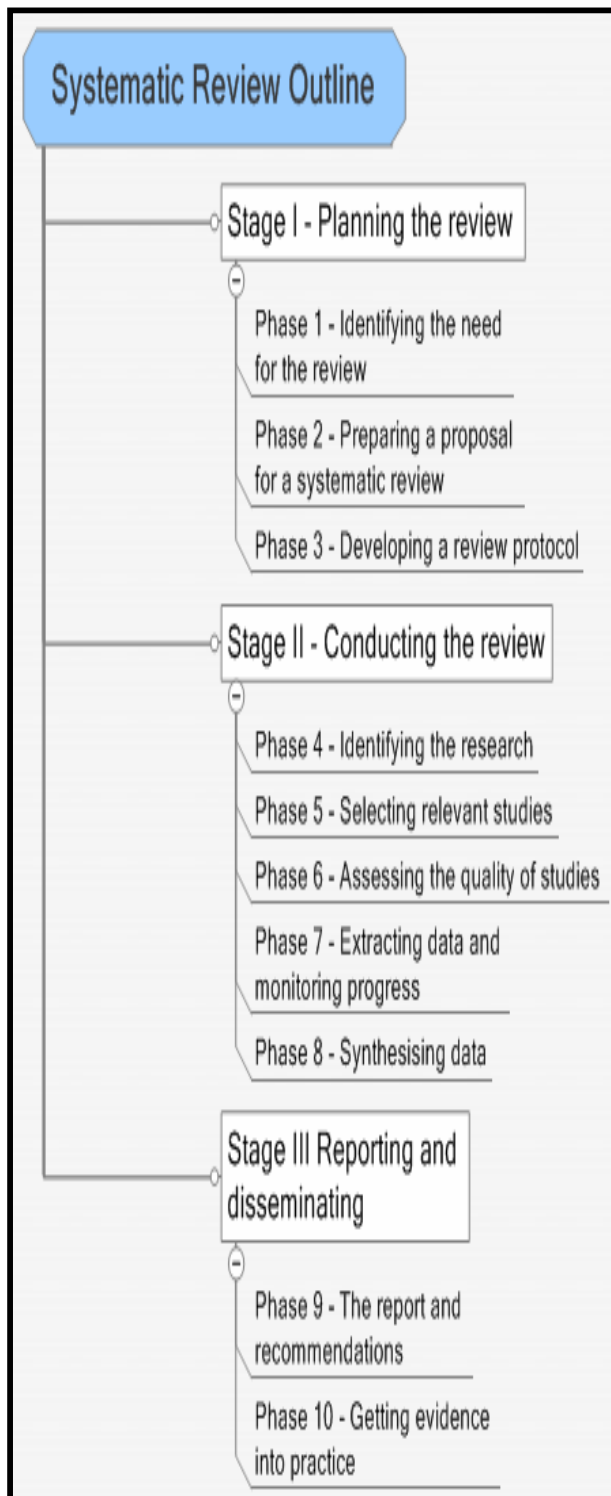 Systematic Review Outline
Stage I - Planning the review
Phase 1 - Identifying the need
for the review
Phase 2 - Preparing a proposal
for a systematic review
Phase 3 - Developing a review protocol
Stage II - Conducting the review
Phase 4 - Identifying the research
Phase 5 - Selecting relevant studies
Phase 6 - Assessing the quality of studies
Phase 7 - Extracting data and
monitoring progress
Phase 8 - Synthesising data
Stage III Reporting and
disseminating
Phase 9 - The report and
recommendations
Phase 10 - Getting evidence
into practice